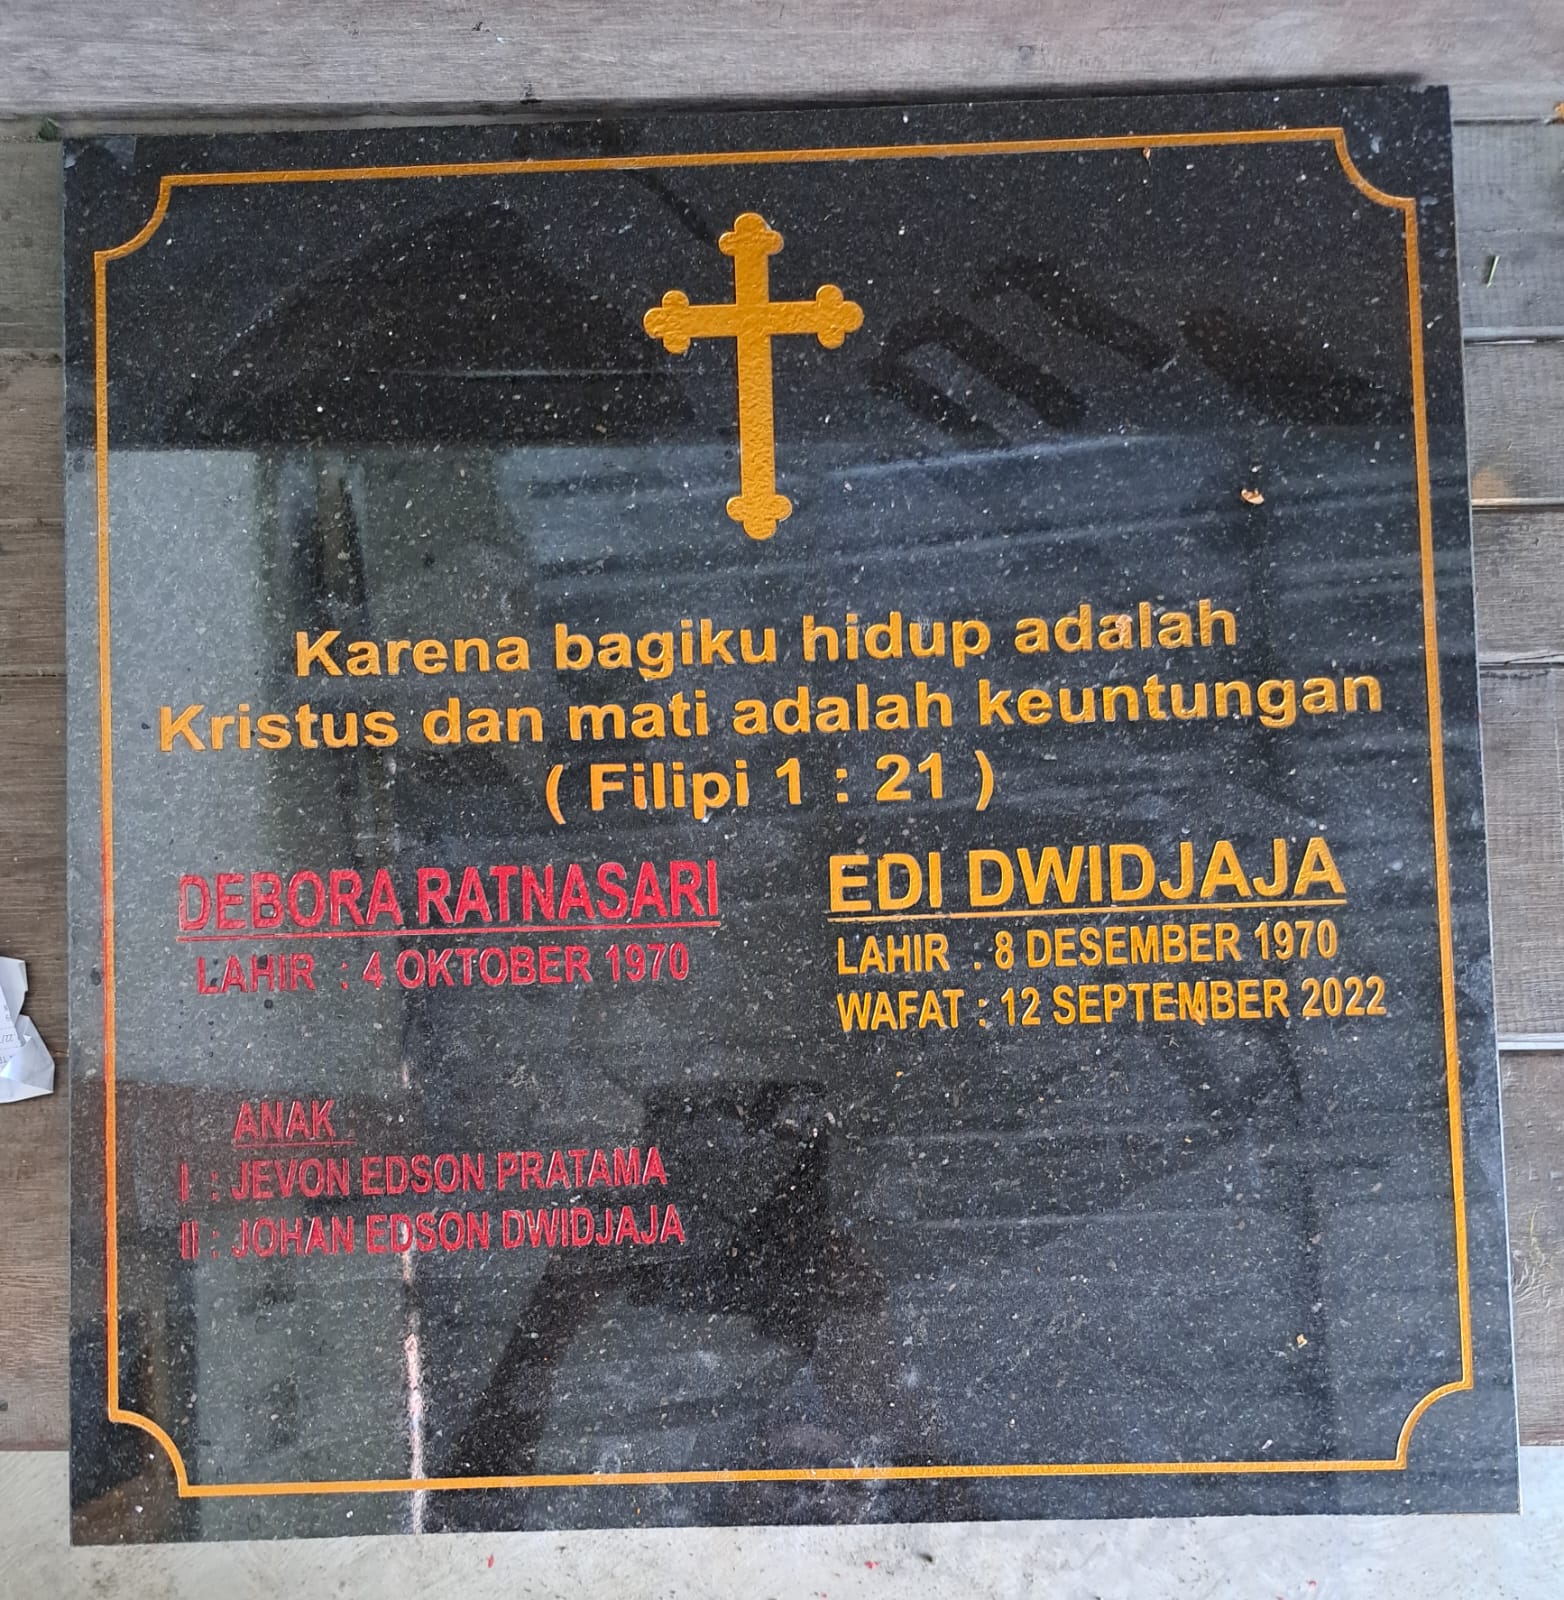 Karena bagiku hidup adalah
Kristus dan mati adalah keuntungan
( Filipi 1 : 21 )
DEBORA RATNASARI
LAHIR : 4 OKTOBER 1970
EDI DWIDJAJA
LAHIR : 8 DESEMBER 1970
WAFAT : 12 SEPTEMBER 2022
ANAK :
I : JEVON EDSON PRATAMA
II : JOHAN EDSON DWIDJAJA